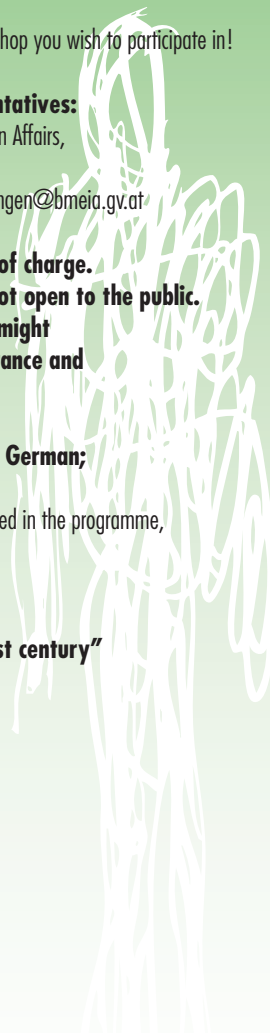 hop you wish to participate in!
ntatives:
n Affairs,
ngen@bmeia.gv.at
of charge.
ot open to the public.
might
ance and
German;
ed in the programme,
st century”